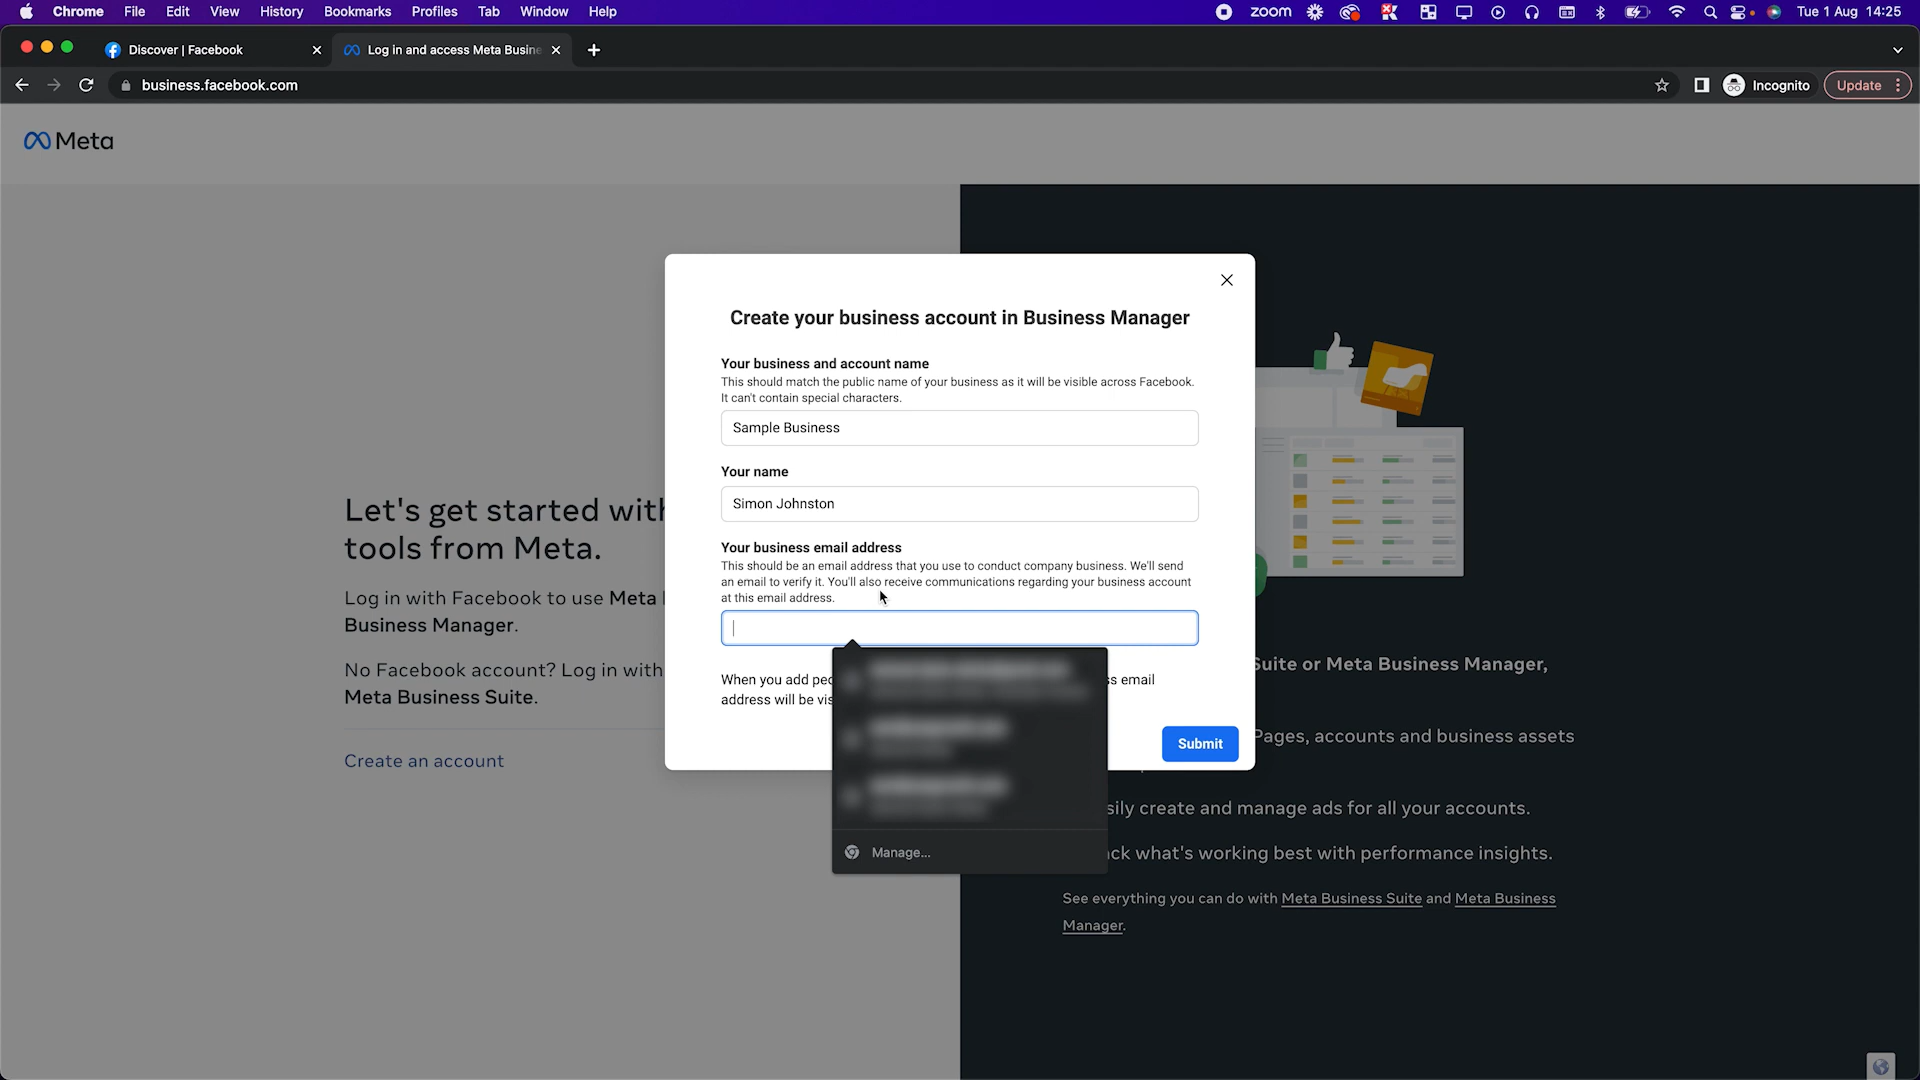 Chrome File Edit View History Bookmarks Profiles Tab Window Help zoom Tue 1 Aug 14:25
Discover | Facebook
Log in and access Meta Busine
business.facebook.com
Incognito
Update
Meta
Create your business account in Business Manager
Your business and account name
This should match the public name of your business as it will be visible across Facebook.
It can't contain special characters.
Sample Business
Your name
Simon Johnston
Your business email address
This should be an email address that you use to conduct company business. We'll send
an email to verify it. You'll also receive communications regarding your business account
at this email address.
When you add peo
s email
address will be vis
Manage...
Submit
Let's get started with
tools from Meta.
Log in with Facebook to use Meta
Business Manager.
No Facebook account? Log in with
Meta Business Suite.
Create an account
Suite or Meta Business Manager,
Pages, accounts and business assets
sily create and manage ads for all your accounts.
ck what's working best with performance insights.
See everything you can do with Meta Business Suite and Meta Business
Manager.